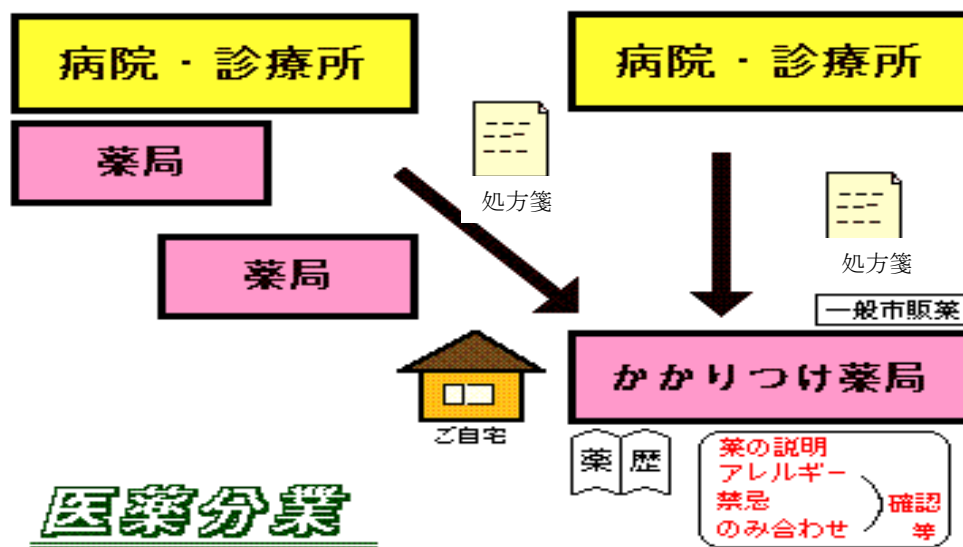 病院・診療所
病院・診療所
薬局
処方箋
処方箋
薬局
一般市販薬
かかりつけ薬局
ご自宅
薬歴
薬の説明
アレルギー
禁忌
のみ合わせ
確認
等
医薬分業